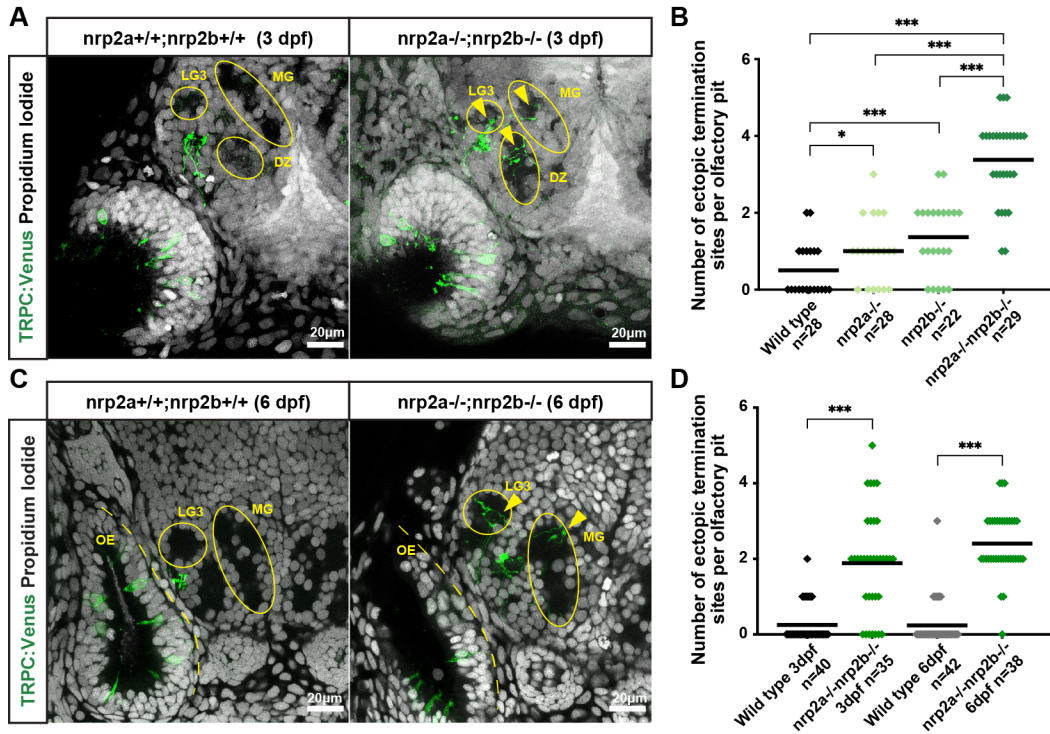 A
TRPC:Venus Propidium Iodide
nrp2a+/+;nrp2b+/+ (3 dpf)
nrp2a-/-;nrp2b-/- (3 dpf)
LG3
MG
DZ
20µm
LG3
MG
DZ
20µm
B
Number of ectopic termination
sites per olfactory pit
6
4
2
0
***
***
***
***
*
Wild type
n=28
nrp2a-/-
n=28
nrp2b-/-
n=22
nrp2a-/-nrp2b-/-
n=29
C
TRPC:Venus Propidium Iodide
nrp2a+/+;nrp2b+/+ (6 dpf)
nrp2a-/-;nrp2b-/- (6 dpf)
LG3
MG
OE
20µm
LG3
MG
OE
20µm
D
Number of ectopic termination
sites per olfactory pit
6
4
2
0
***
***
Wild type 3dpf
n=40
nrp2a-/-nrp2b-/-
3dpf n=35
Wild type 6dpf
n=42
nrp2a-/-nrp2b-/-
6dpf n=38